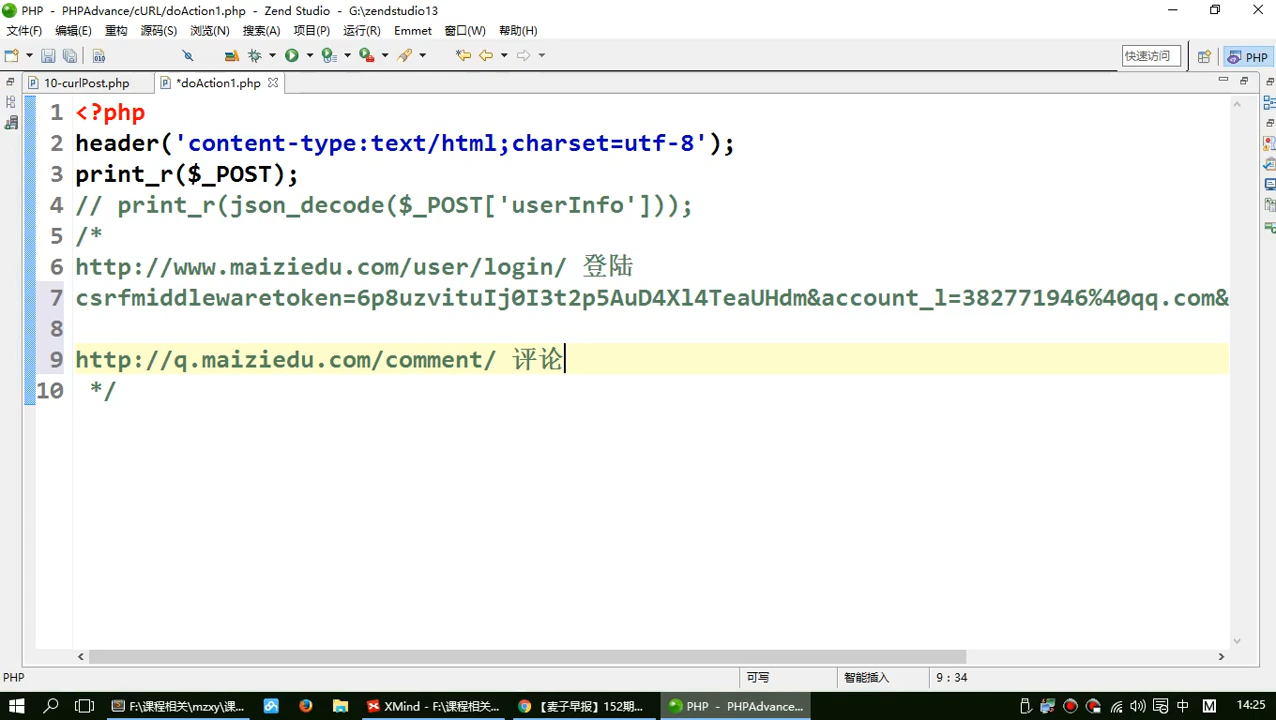 PHP - PHPAdvance/cURL/doAction1.php - Zend Studio - G:\zendstudio13
文件(F) 编辑(E) 重构 源码(S) 浏览(N) 搜索(A) 项目(P) 运行(R) Emmet 窗口(W) 帮助(H)
快速访问 PHP
10-curlPost.php *doAction1.php
1 <?php
2 header('content-type:text/html;charset=utf-8');
3 print_r($_POST);
4 // print_r(json_decode($_POST['userInfo']));
5 /*
6 http://www.maiziedu.com/user/login/ 登陆
7 csrfmiddlewaretoken=6p8uzvituIj0I3t2p5AuD4Xl4TeaUHdm&account_l=382771946%40qq.com&
8
9 http://q.maiziedu.com/comment/ 评论
10 */
PHP 可写 智能插入 9 : 34
F:\课程相关\mzxy\课... XMind - F:\课程相关... 【麦子早报】152期... PHP - PHPAdvance... 中 M 14:25